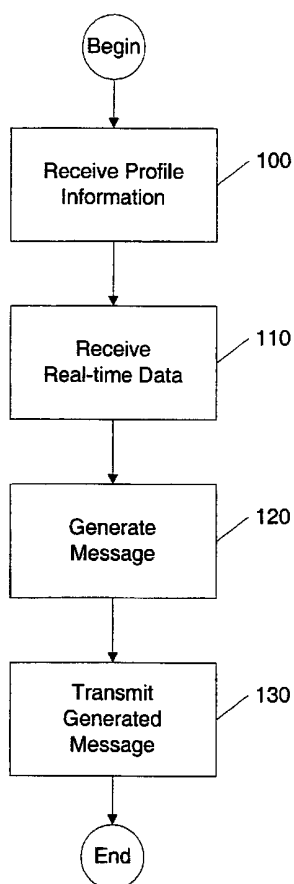 Begin
Receive Profile
Information
100
Receive
Real-time Data
110
Generate
Message
120
Transmit
Generated
Message
130
End